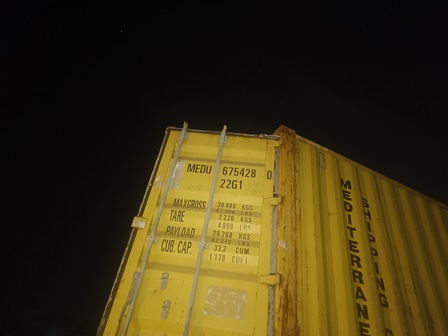 MEDU 675428 0
22G1
MAXGROSS 30.480 KGS
TARE 2.220 KGS
4.890 LBS
PAYLOAD 28.260 KGS
CUB. CAP. 33.2 CUM
1.170 CUFT
MEDITERRANE
SHIPPING